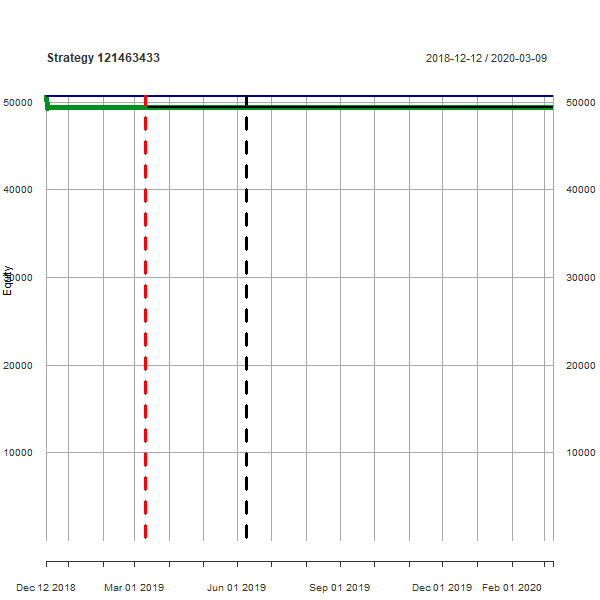 Strategy 121463433 2018-12-12 / 2020-03-09
50000 50000
40000 40000
Equity
30000 30000
20000 20000
10000 10000
Dec 12 2018 Mar 01 2019 Jun 01 2019 Sep 01 2019 Dec 01 2019 Feb 01 2020